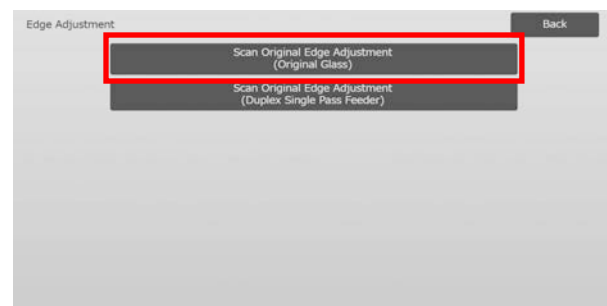 Edge Adjustment
Back
Scan Original Edge Adjustment
(Original Glass)
Scan Original Edge Adjustment
(Duplex Single Pass Feeder)